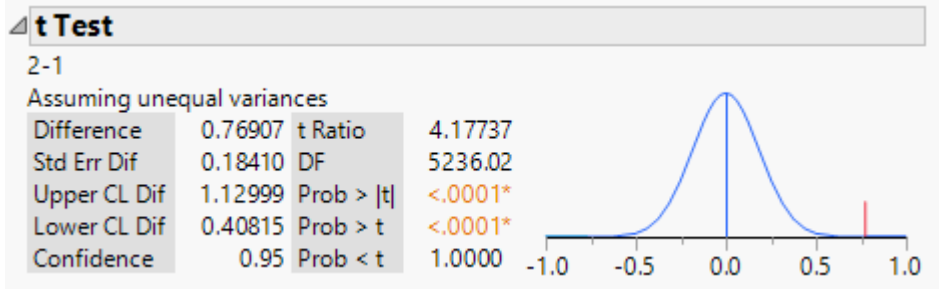 t Test
2-1
Assuming unequal variances
Difference 0.76907 t Ratio 4.17737
Std Err Dif 0.18410 DF 5236.02
Upper CL Dif 1.12999 Prob > |t| <.0001*
Lower CL Dif 0.40815 Prob > t <.0001*
Confidence 0.95 Prob < t 1.0000
-1.0 -0.5 0.0 0.5 1.0